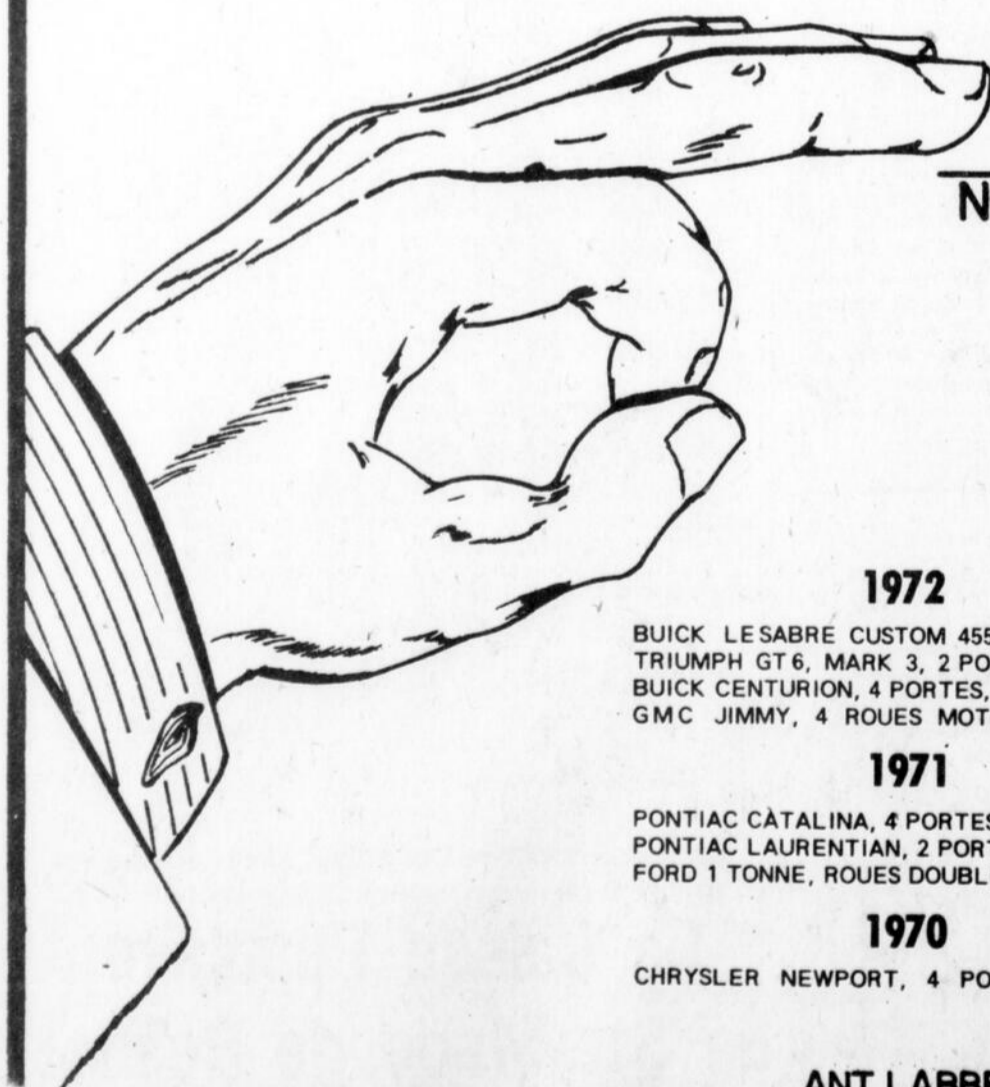 N
1972
BUICK LESABRE CUSTOM 455
TRIUMPH GT 6, MARK 3, 2 PO
BUICK CENTURION, 4 PORTES,
GMC JIMMY, 4 ROUES MOT
1971
PONTIAC CATALINA, 4 PORTES
PONTIAC LAURENTIAN, 2 PORT
FORD 1 TONNE, ROUES DOUBL
1970
CHRYSLER NEWPORT, 4 PO